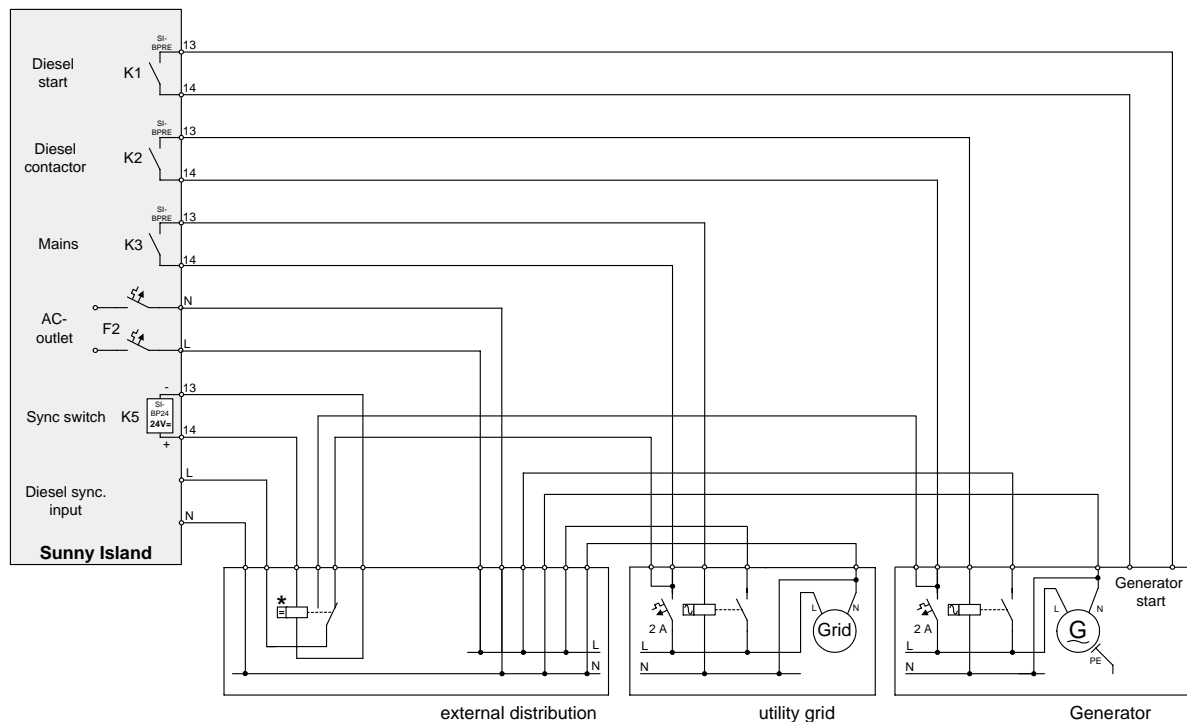 SI-
BPRE
13
Diesel
start
K1
14
SI-
BPRE
13
Diesel
contactor
K2
14
SI-
BPRE
13
Mains
K3
14
N
AC-
outlet
F2
L
-
13
Sync switch
K5
SI-
BP24
24V=
14
+
L
Diesel sync.
input
N
Sunny Island
*
=
L
N
external distribution
2 A
L
N
Grid
L
N
utility grid
Generator
start
2 A
L
N
G
PE
L
N
Generator